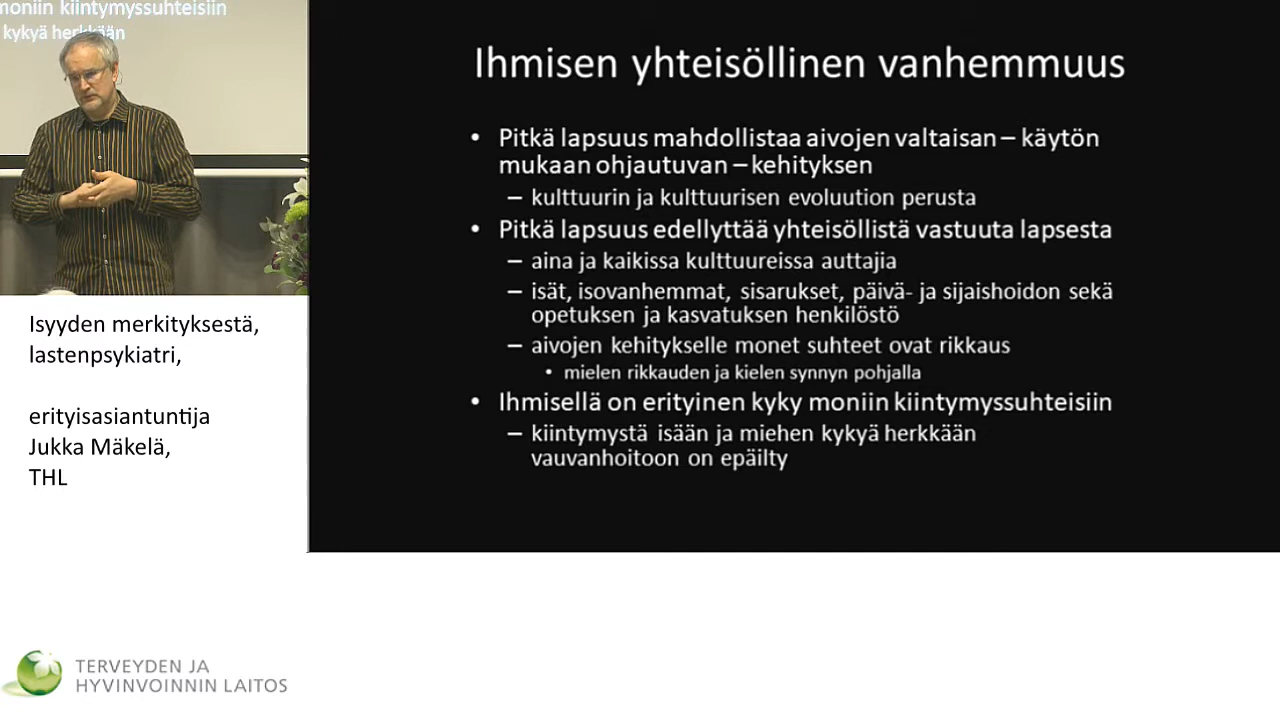 moniin kiintymyssuhteisiin
kykyä herkkään
Isyyden merkityksestä,
lastenpsykiatri,
erityisasiantuntija
Jukka Mäkelä,
THL
Ihmisen yhteisöllinen vanhemmuus
• Pitkä lapsuus mahdollistaa aivojen valtaisan – käytön
mukaan ohjautuvan – kehityksen
– kulttuurin ja kulttuurisen evoluution perusta
• Pitkä lapsuus edellyttää yhteisöllistä vastuuta lapsesta
– aina ja kaikissa kulttuureissa auttajia
– isät, isovanhemmat, sisarukset, päivä- ja sijaishoidon sekä
opetuksen ja kasvatuksen henkilöstö
– aivojen kehitykselle monet suhteet ovat rikkaus
• mielen rikkauden ja kielen synnyn pohjalla
• Ihmisellä on erityinen kyky moniin kiintymyssuhteisiin
– kiintymystä isään ja miehen kykyä herkkään
vauvanhoitoon on epäilty
TERVEYDEN JA
HYVINVOINNIN LAITOS